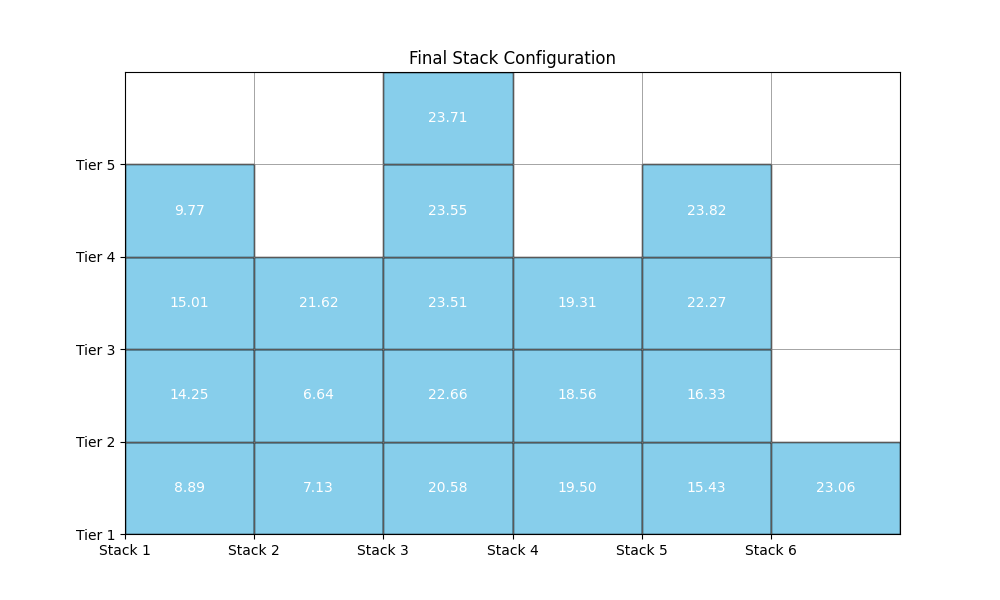 Final Stack Configuration
23.71
Tier 5
9.77 23.55 23.82
Tier 4
15.01 21.62 23.51 19.31 22.27
Tier 3
14.25 6.64 22.66 18.56 16.33
Tier 2
8.89 7.13 20.58 19.50 15.43 23.06
Tier 1
Stack 1 Stack 2 Stack 3 Stack 4 Stack 5 Stack 6